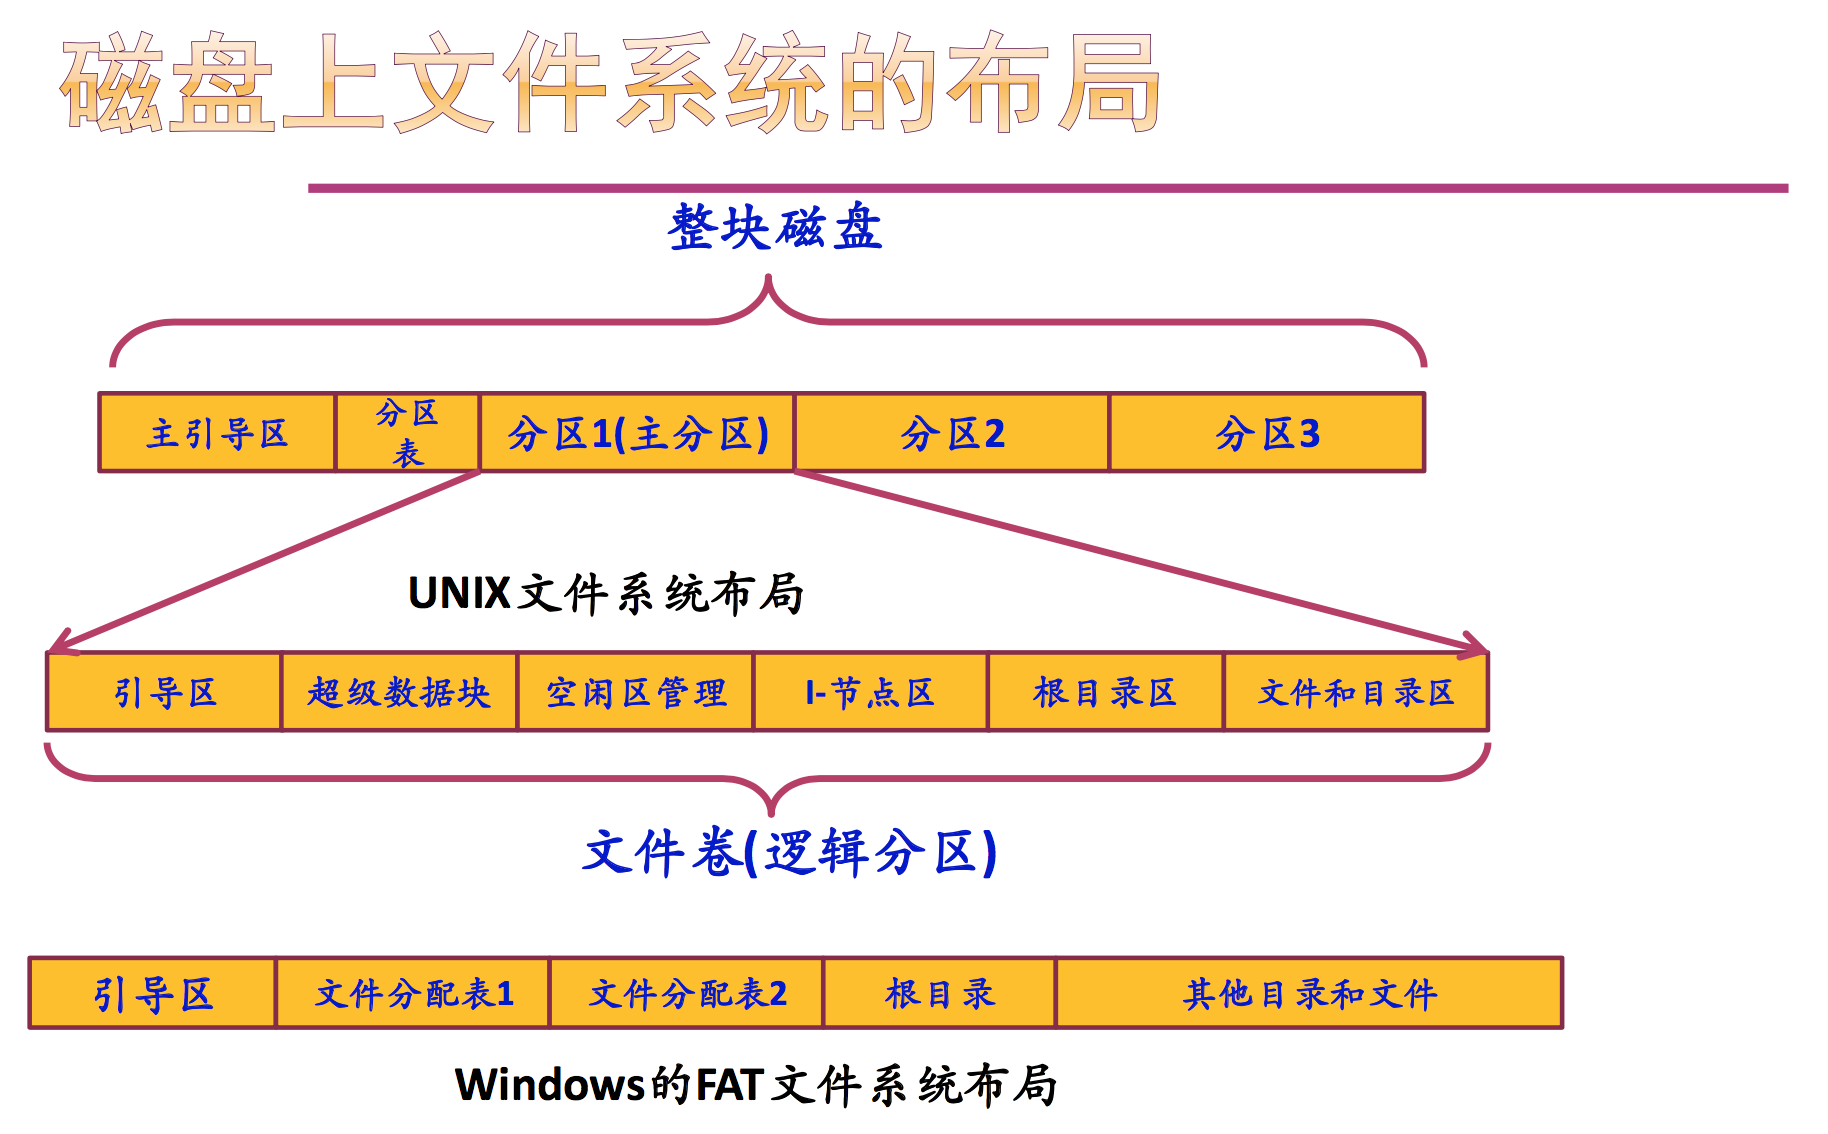 磁盘上文件系统的布局
整块磁盘
主引导区
分区
表
分区1(主分区)
分区2
分区3
UNIX文件系统布局
引导区
超级数据块
空闲区管理
I-节点区
根目录区
文件和目录区
文件卷(逻辑分区)
引导区
文件分配表1
文件分配表2
根目录
其他目录和文件
Windows的FAT文件系统布局